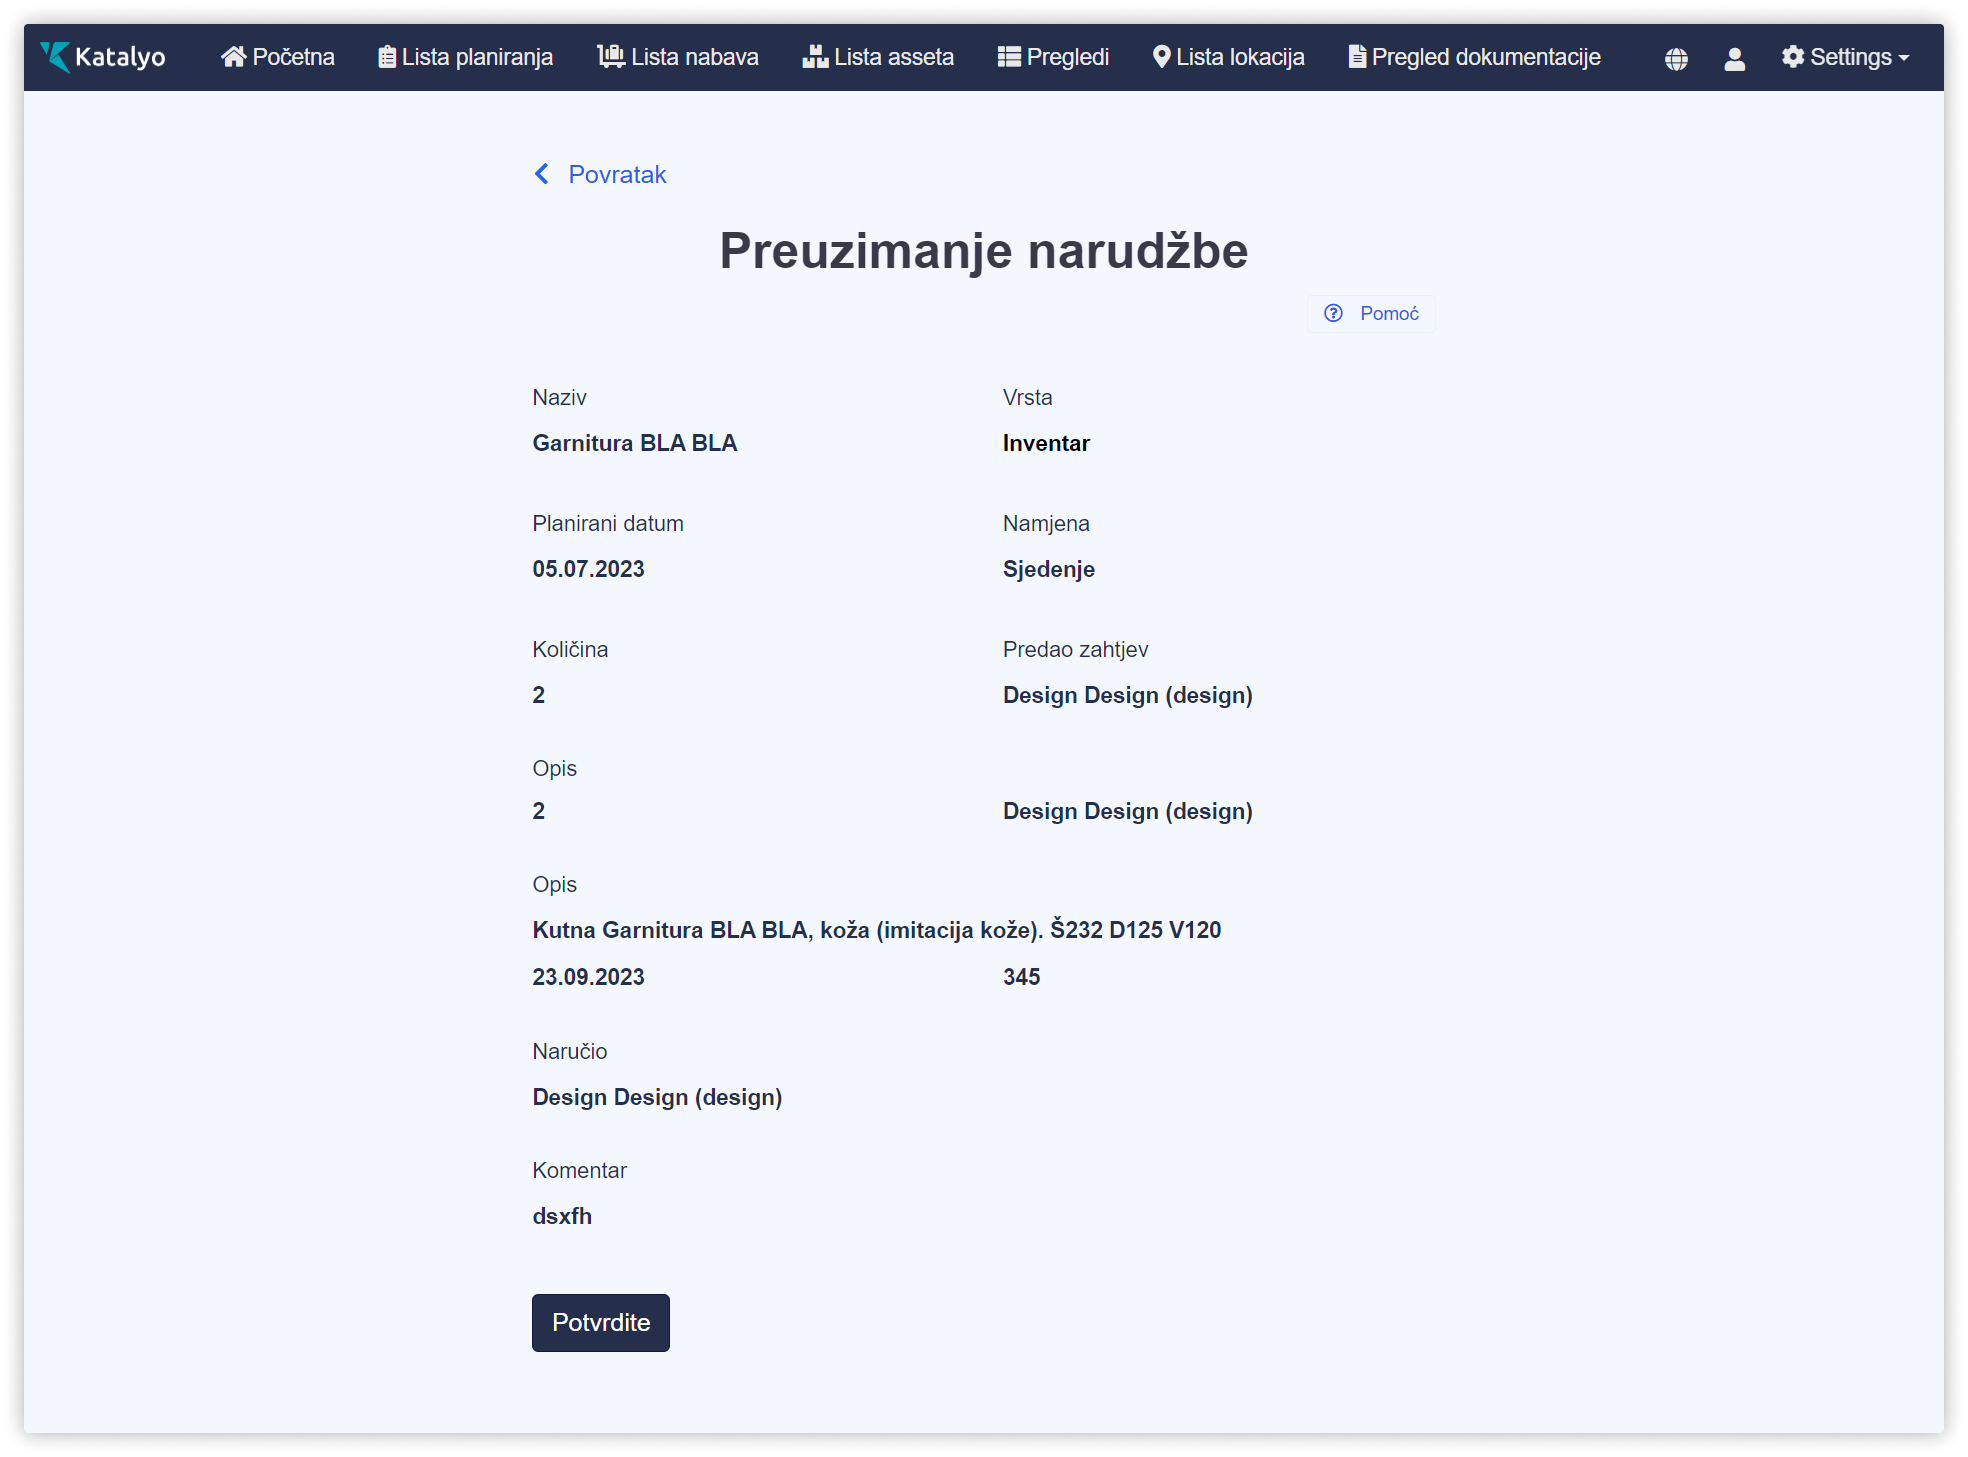 Katalyo Početna Lista planiranja Lista nabava Lista asseta Pregledi Lista lokacija Pregled dokumentacije Settings
Povratak
Preuzimanje narudžbe
Pomoć
Naziv Vrsta
Garnitura BLA BLA Inventar
Planirani datum Namjena
05.07.2023 Sjedenje
Količina Predao zahtjev
2 Design Design (design)
Opis
2 Design Design (design)
Opis
Kutna Garnitura BLA BLA, koža (imitacija kože). Š232 D125 V120
23.09.2023 345
Naručio
Design Design (design)
Komentar
dsxfh
Potvrdite